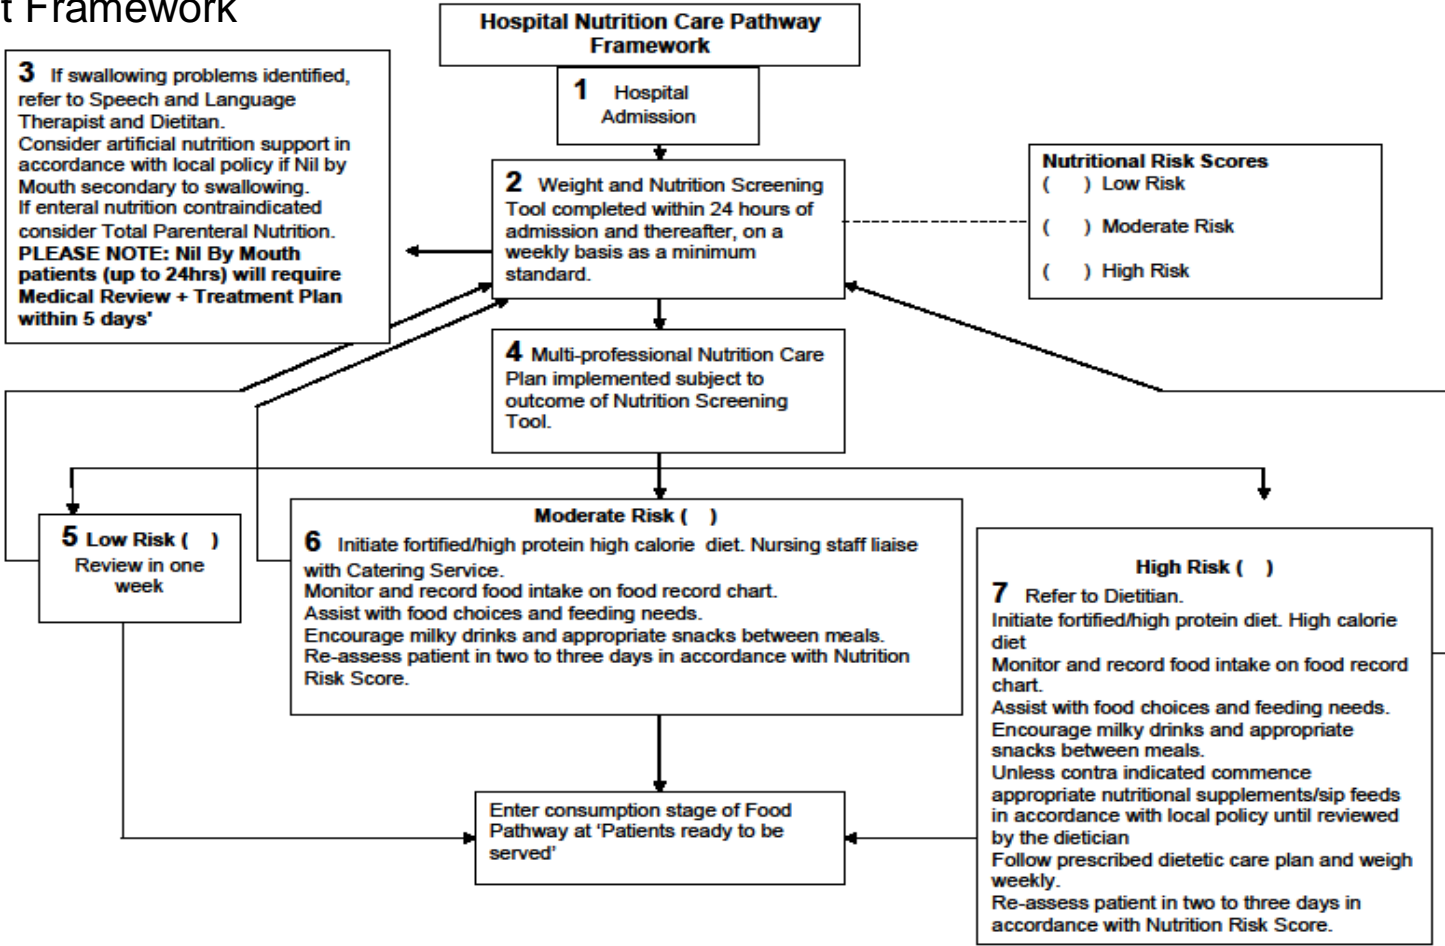 t Framework
Hospital Nutrition Care Pathway
Framework
1 Hospital
Admission
2 Weight and Nutrition Screening
Tool completed within 24 hours of
admission and thereafter, on a
weekly basis as a minimum
standard.
Nutritional Risk Scores
( ) Low Risk
( ) Moderate Risk
( ) High Risk
3 If swallowing problems identified,
refer to Speech and Language
Therapist and Dietitan.
Consider artificial nutrition support in
accordance with local policy if Nil by
Mouth secondary to swallowing.
If enteral nutrition contraindicated
consider Total Parenteral Nutrition.
PLEASE NOTE: Nil By Mouth
patients (up to 24hrs) will require
Medical Review + Treatment Plan
within 5 days'
4 Multi-professional Nutrition Care
Plan implemented subject to
outcome of Nutrition Screening
Tool.
5 Low Risk ( )
Review in one
week
Moderate Risk ( )
6 Initiate fortified/high protein high calorie diet. Nursing staff liaise
with Catering Service.
Monitor and record food intake on food record chart.
Assist with food choices and feeding needs.
Encourage milky drinks and appropriate snacks between meals.
Re-assess patient in two to three days in accordance with Nutrition
Risk Score.
High Risk ( )
7 Refer to Dietitian.
Initiate fortified/high protein diet. High calorie
diet
Monitor and record food intake on food record
chart.
Assist with food choices and feeding needs.
Encourage milky drinks and appropriate
snacks between meals.
Unless contra indicated commence
appropriate nutritional supplements/sip feeds
in accordance with local policy until reviewed
by the dietician
Follow prescribed dietetic care plan and weigh
weekly.
Re-assess patient in two to three days in
accordance with Nutrition Risk Score.
Enter consumption stage of Food
Pathway at ‘Patients ready to be
served’